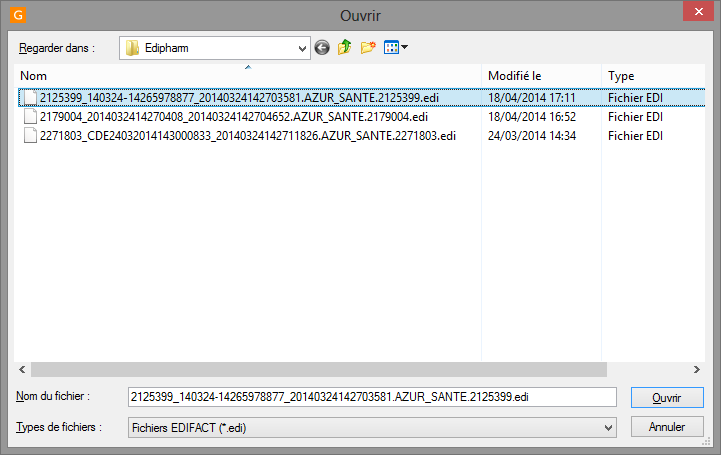 G
Ouvrir
Regarder dans :
Edipharm
Nom Modifié le Type
2125399_140324-14265978877_20140324142703581.AZUR_SANTE.2125399.edi 18/04/2014 17:11 Fichier EDI
2179004_2014032414270408_20140324142704652.AZUR_SANTE.2179004.edi 18/04/2014 16:52 Fichier EDI
2271803_CDE24032014143000833_20140324142711826.AZUR_SANTE.2271803.edi 24/03/2014 14:34 Fichier EDI
Nom du fichier : 2125399_140324-14265978877_20140324142703581.AZUR_SANTE.2125399.edi Ouvrir
Types de fichiers : Fichiers EDIFACT (*.edi) Annuler